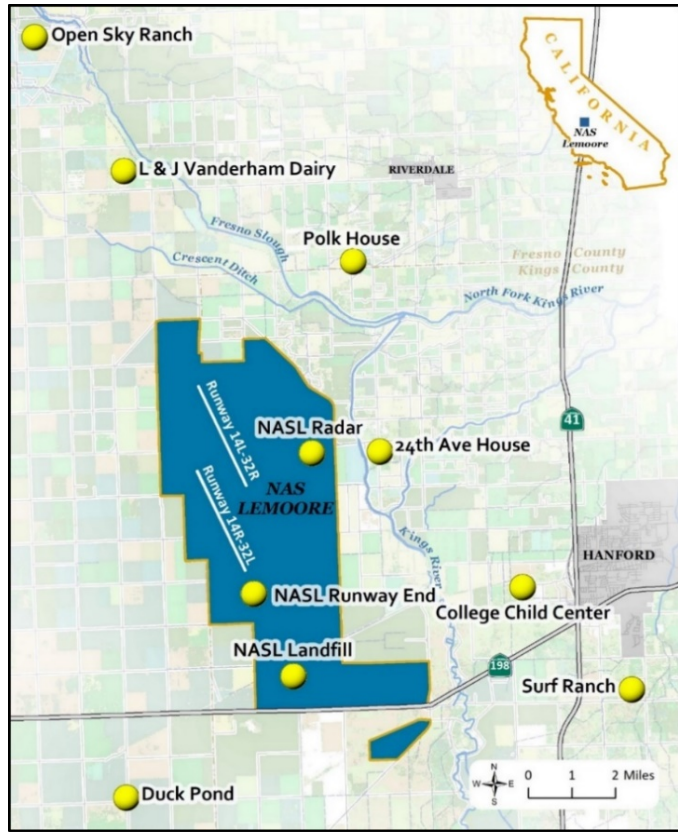 Open Sky Ranch
CALIFORNIA
NAS
Lemoore
L & J Vanderham Dairy
RIVERDALE
Fresno Slough
Polk House
Crescent Ditch
Fresno County
Kings County
North Fork Kings River
Runway 14L-32R
NASL Radar
24th Ave House
41
Runway 14R-32L
NAS
LEMOORE
Kings River
HANFORD
NASL Runway End
College Child Center
NASL Landfill
198
Surf Ranch
N
W E
S
0 1 2 Miles
Duck Pond